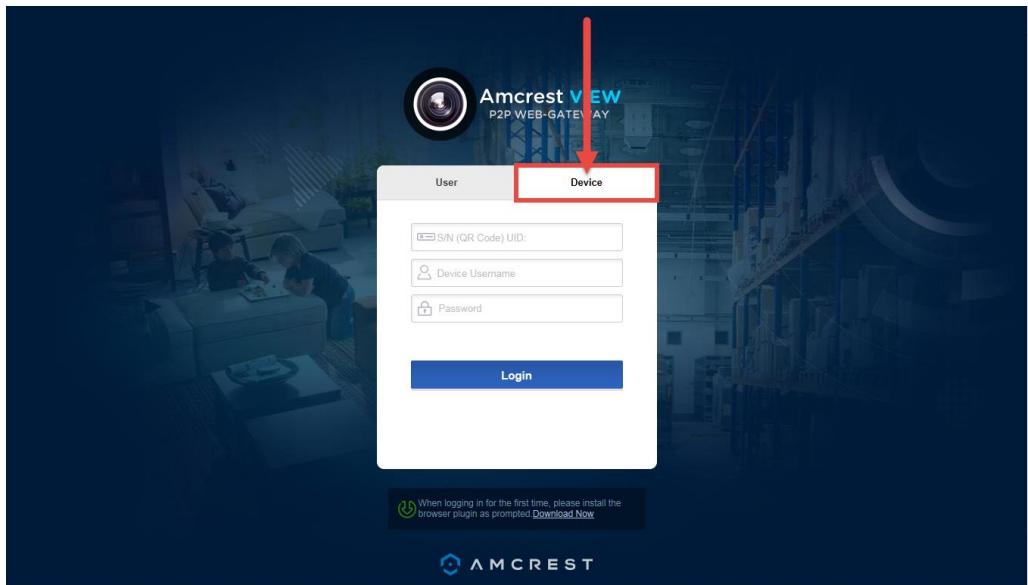 Amcrest VIEW
P2P WEB-GATEWAY
User
Device
S/N (QR Code) UID:
Device Username
Password
Login
When logging in for the first time, please install the
browser plugin as prompted.Download Now
AMCREST